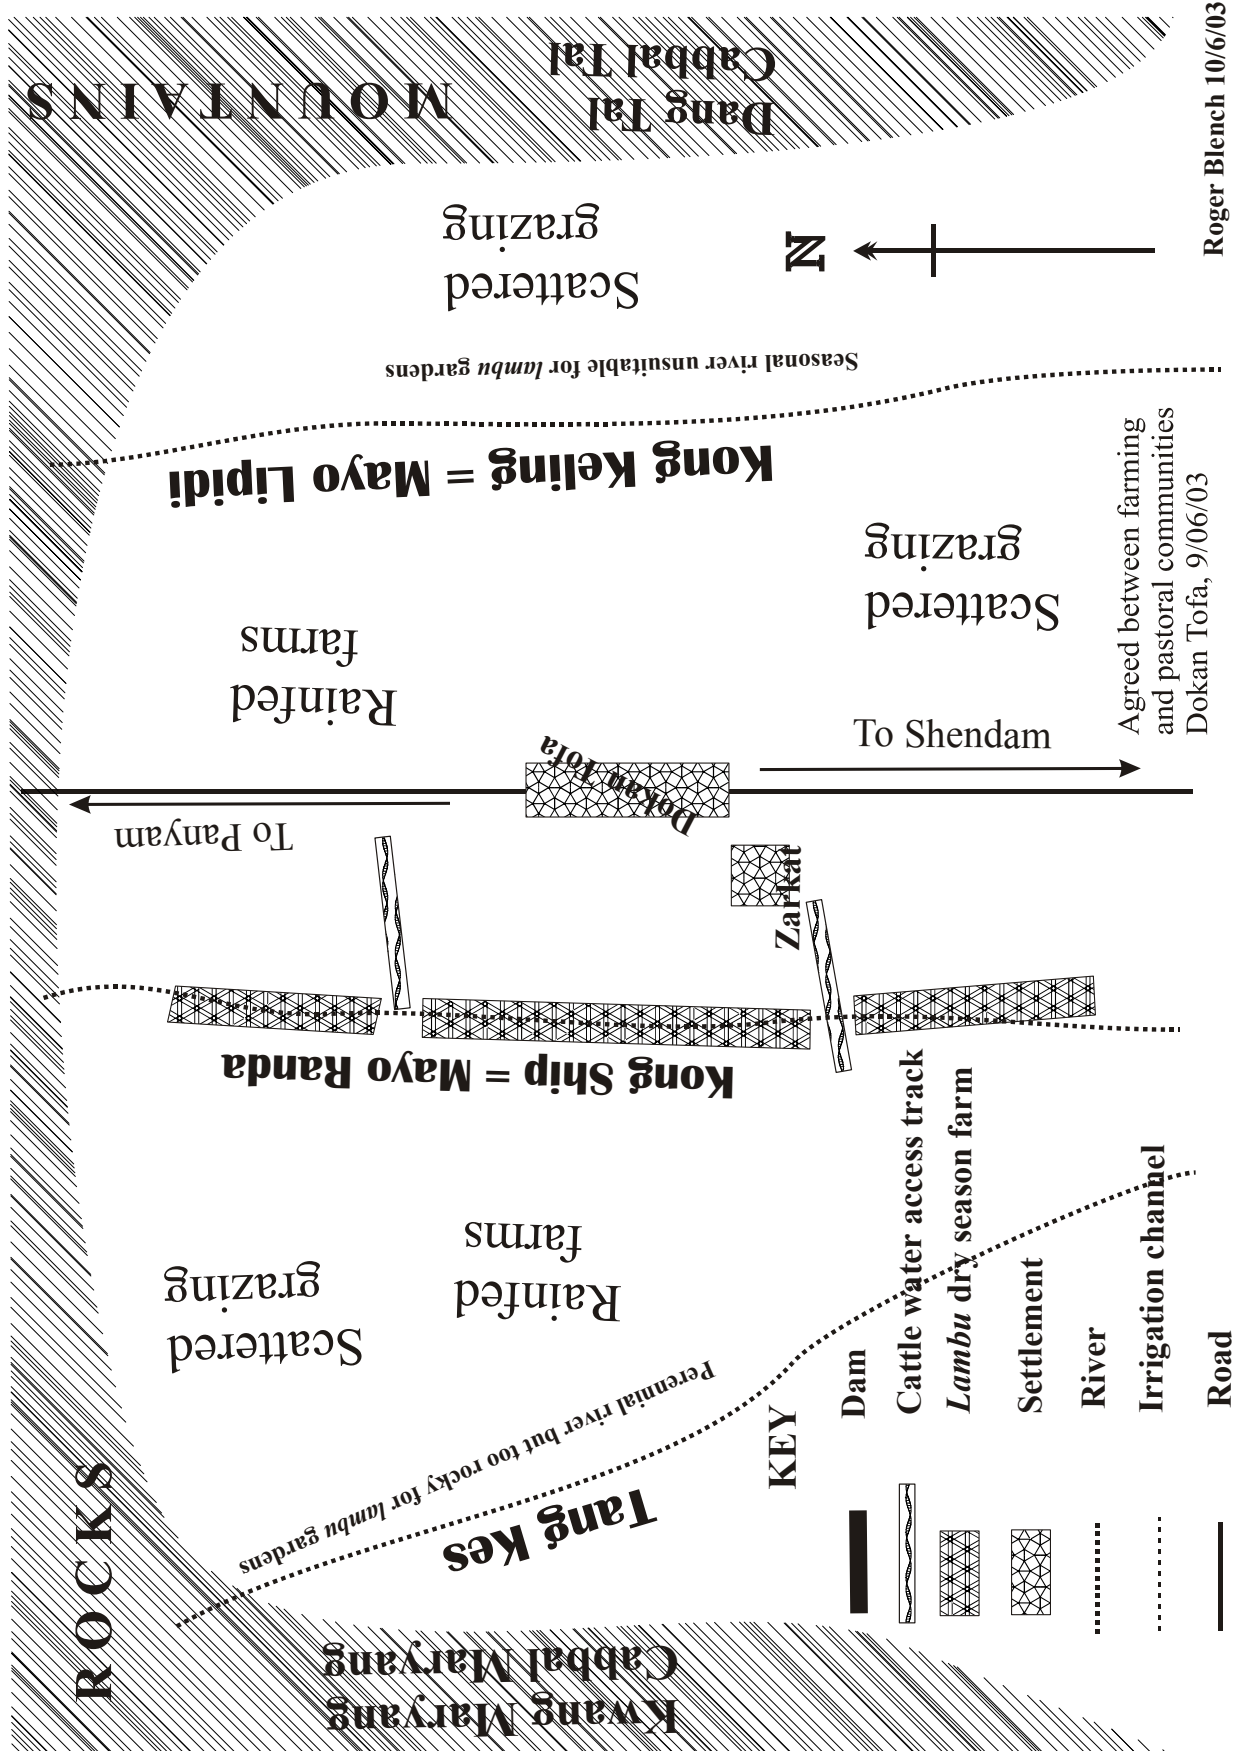 MOUNTAINS
Dang Tal
Cabbal Tal
Roger Blench 10/6/03
Scattered
grazing
N
Seasonal river unsuitable for lambu gardens
Kong Keling = Mayo Lipidi
Scattered
grazing
Agreed between farming
and pastoral communities
Dokan Tofa, 9/06/03
Rainfed
farms
To Shendam
Dokan Tofa
To Panyam
Zarkat
Kong Ship = Mayo Randa
Rainfed
farms
Scattered
grazing
Perennial river but too rocky for lambu gardens
Tang Kes
ROCKS
Kwang Maryang
Cabbal Maryang
KEY
Dam
Cattle water access track
Lambu dry season farm
Settlement
River
Irrigation channel
Road